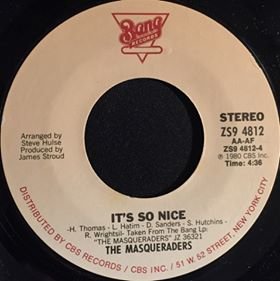 Bang
RECORDS
STEREO
ZS9 4812
AA-AF
ZS9 4812-4
℗ 1980 CBS Inc.
Time: 4:36
Arranged by
Steve Hulse
Produced by
James Stroud
IT'S SO NICE
-H. Thomas- L. Hatim- D. Sanders- S. Hutchins-
R. Wrightsil- Taken From The Bang Lp:
"THE MASQUERADERS" JZ 36321
THE MASQUERADERS
DISTRIBUTED BY CBS RECORDS / CBS INC. / 51 W. 52 STREET, NEW YORK CITY